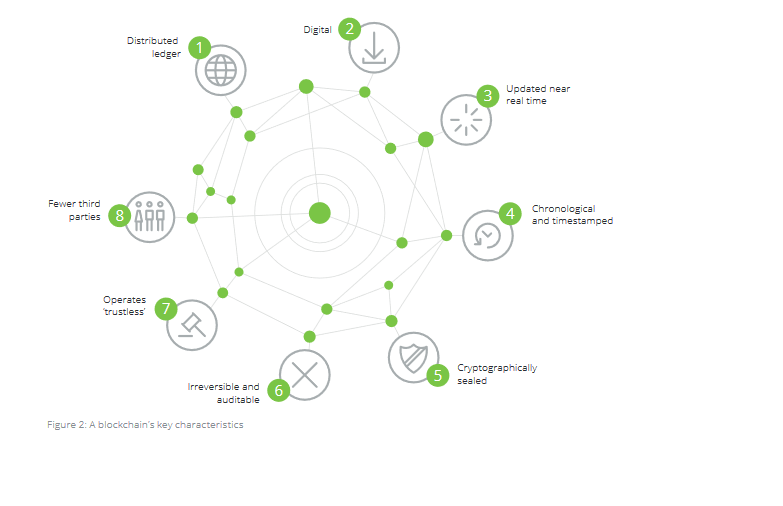 1
Distributed
ledger
2
Digital
3
Updated near
real time
4
Chronological
and timestamped
5
Cryptographically
sealed
6
Irreversible and
auditable
7
Operates
‘trustless’
8
Fewer third
parties
Figure 2: A blockchain’s key characteristics